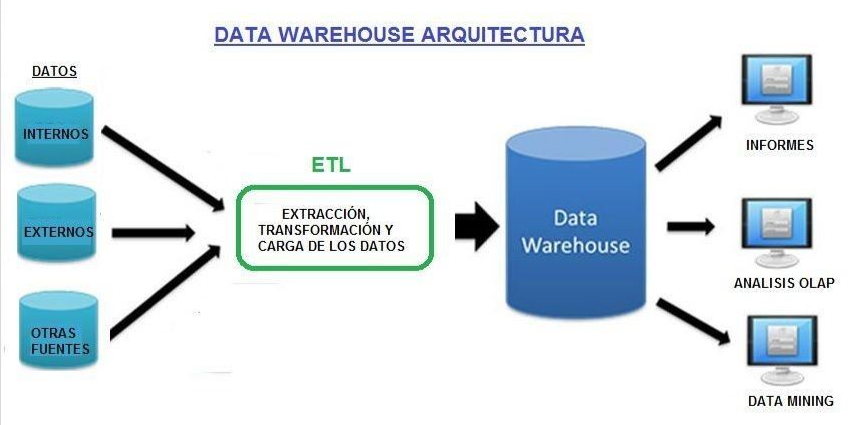 DATA WAREHOUSE ARQUITECTURA
DATOS
INTERNOS
EXTERNOS
OTRAS
FUENTES
ETL
EXTRACCIÓN,
TRANSFORMACIÓN Y
CARGA DE LOS DATOS
Data
Warehouse
INFORMES
ANALISIS OLAP
DATA MINING